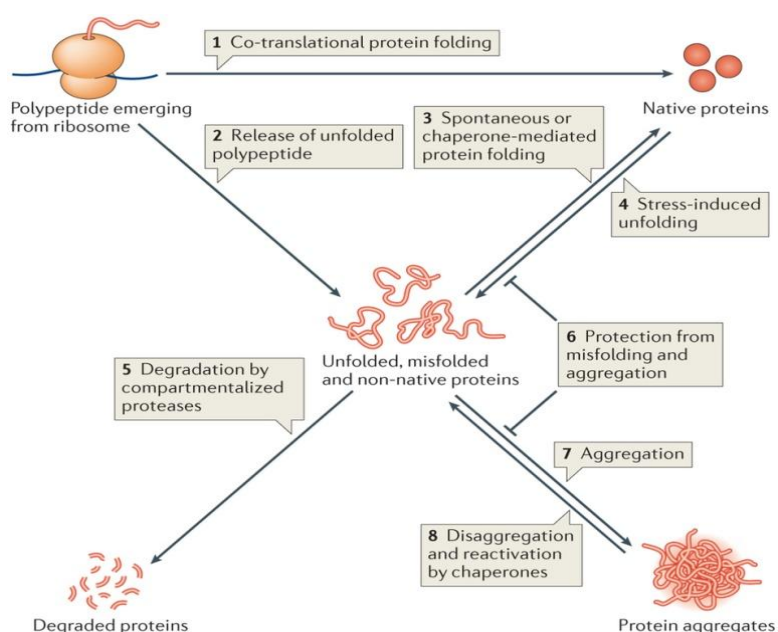 1 Co-translational protein folding
Polypeptide emerging
from ribosome
Native proteins
2 Release of unfolded
polypeptide
3 Spontaneous or
chaperone-mediated
protein folding
4 Stress-induced
unfolding
Unfolded, misfolded
and non-native proteins
5 Degradation by
compartmentalized
proteases
6 Protection from
misfolding and
aggregation
7 Aggregation
8 Disaggregation
and reactivation
by chaperones
Degraded proteins
Protein aggregates